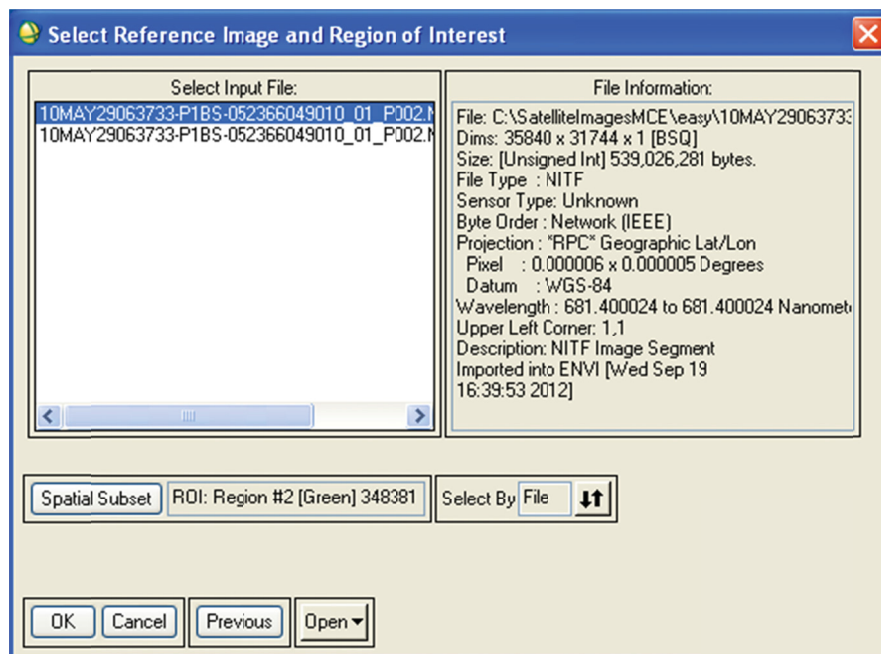 Select Reference Image and Region of Interest
Select Input File:
10MAY29063733-P1BS-052366049010_01_P002.N
10MAY29063733-P1BS-052366049010_01_P002.N
File Information:
File: C:\SatelliteImagesMCE\easy\10MAY29063733
Dims: 35840 x 31744 x 1 [BSQ]
Size: [Unsigned Int] 539,026,281 bytes.
File Type : NITF
Sensor Type: Unknown
Byte Order : Network (IEEE)
Projection : "RPC" Geographic Lat/Lon
Pixel : 0.000006 x 0.000005 Degrees
Datum : WGS-84
Wavelength : 681.400024 to 681.400024 Nanomete
Upper Left Corner: 1,1
Description: NITF Image Segment
Imported into ENVI [Wed Sep 19
16:39:53 2012]
Spatial Subset ROI: Region #2 [Green] 348381 Select By File
OK Cancel Previous Open